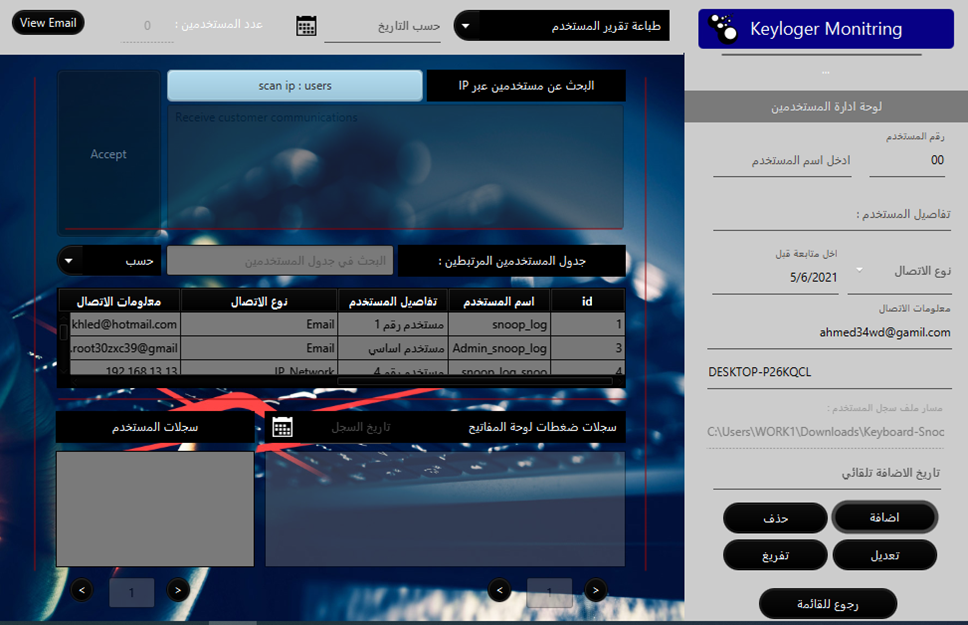 View Email
0
عدد المستخدمين :
حسب التاريخ
طباعة تقرير المستخدم
Keyloger Monitring
...
لوحة ادارة المستخدمين
رقم المستخدم
00
ادخل اسم المستخدم
تفاصيل المستخدم :
اخل متابعة قبل
نوع الاتصال
5/6/2021
معلومات الاتصال
ahmed34wd@gamil.com
DESKTOP-P26KQCL
مسار ملف سجل المستخدم :
C:\Users\WORK1\Downloads\Keyboard-Snoc
تاريخ الاضافة تلقائي
اضافة
حذف
تعديل
تفريغ
رجوع للقائمة
البحث عن مستخدمين عبر IP
scan ip : users
Receive customer communications
Accept
جدول المستخدمين المرتبطين :
البحث في جدول المستخدمين
حسب
id اسم المستخدم تفاصيل المستخدم نوع الاتصال معلومات الاتصال
1 snoop_log مستخدم رقم 1 Email khled@hotmail.com
3 Admin_snoop_log مستخدم اساسي Email .root30zxc39@gmail
4 snoop_log_snoo مستخدم رقم 4 IP_Network 192.168.13.13
سجلات ضغطات لوحة المفاتيح
تاريخ السجل
سجلات المستخدم
< 1 >
< 1 >